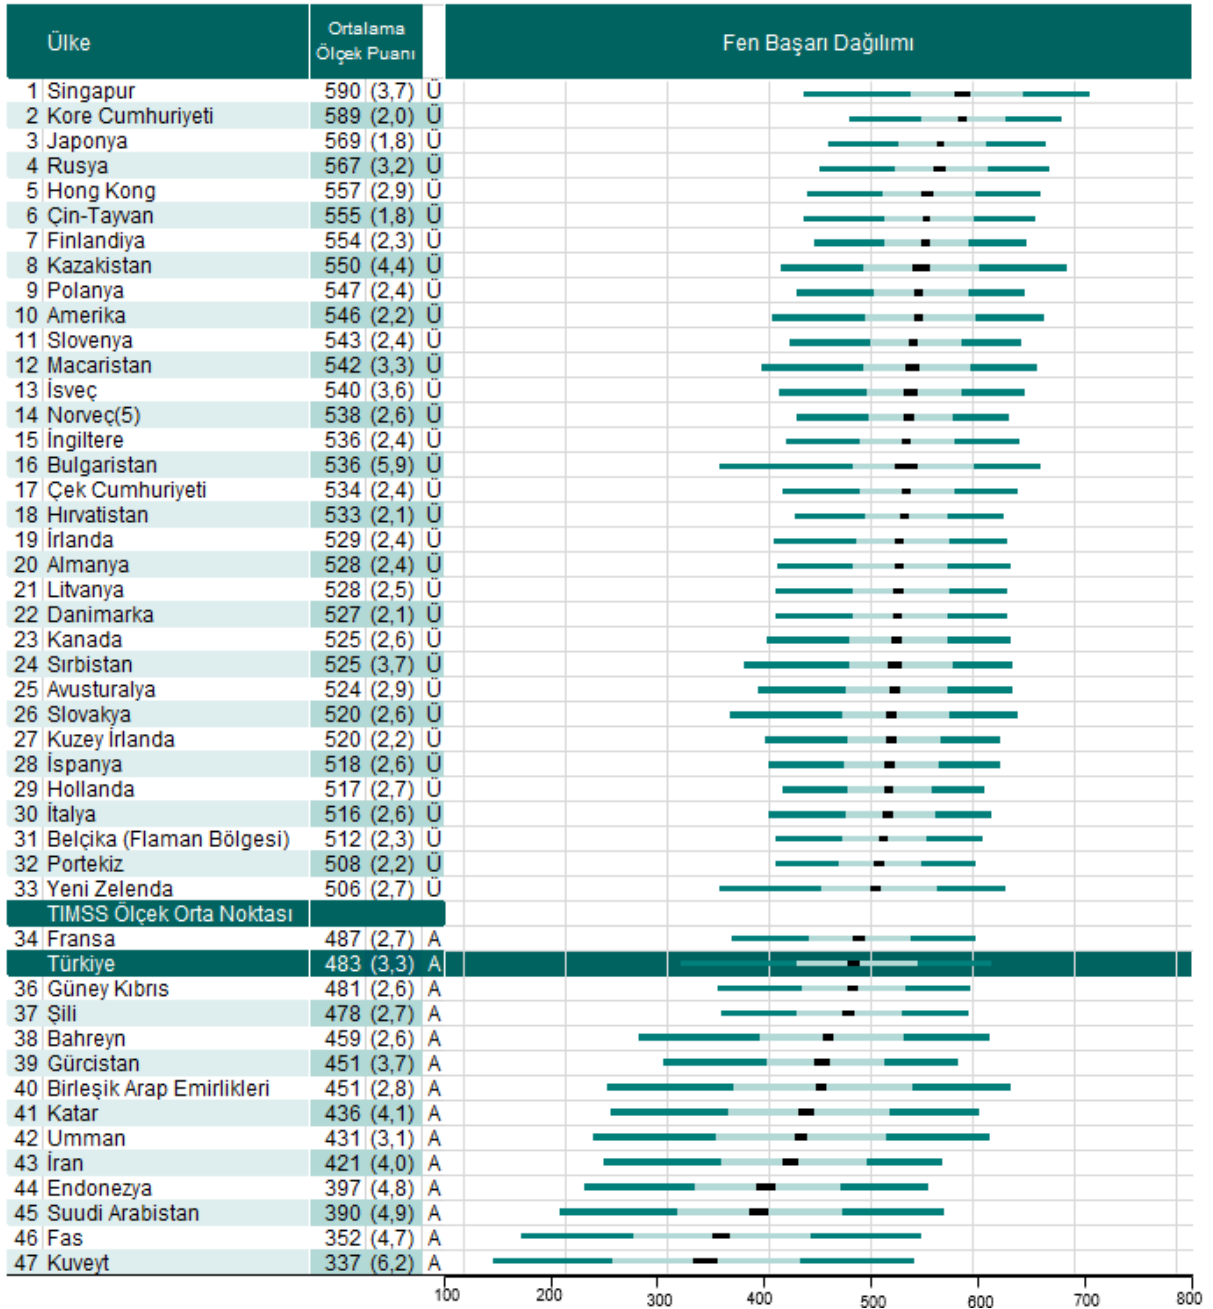 Ülke Ortalama Ölçek Puanı Fen Başarı Dağılımı
1 Singapur 590 (3,7) Ü
2 Kore Cumhuriyeti 589 (2,0) Ü
3 Japonya 569 (1,8) Ü
4 Rusya 567 (3,2) Ü
5 Hong Kong 557 (2,9) Ü
6 Çin-Tayvan 555 (1,8) Ü
7 Finlandiya 554 (2,3) Ü
8 Kazakistan 550 (4,4) Ü
9 Polanya 547 (2,4) Ü
10 Amerika 546 (2,2) Ü
11 Slovenya 543 (2,4) Ü
12 Macaristan 542 (3,3) Ü
13 İsveç 540 (3,6) Ü
14 Norveç(5) 538 (2,6) Ü
15 İngiltere 536 (2,4) Ü
16 Bulgaristan 536 (5,9) Ü
17 Çek Cumhuriyeti 534 (2,4) Ü
18 Hırvatistan 533 (2,1) Ü
19 İrlanda 529 (2,4) Ü
20 Almanya 528 (2,4) Ü
21 Litvanya 528 (2,5) Ü
22 Danimarka 527 (2,1) Ü
23 Kanada 525 (2,6) Ü
24 Sırbistan 525 (3,7) Ü
25 Avusturalya 524 (2,9) Ü
26 Slovakya 520 (2,6) Ü
27 Kuzey İrlanda 520 (2,2) Ü
28 İspanya 518 (2,6) Ü
29 Hollanda 517 (2,7) Ü
30 İtalya 516 (2,6) Ü
31 Belçika (Flaman Bölgesi) 512 (2,3) Ü
32 Portekiz 508 (2,2) Ü
33 Yeni Zelenda 506 (2,7) Ü
TIMSS Ölçek Orta Noktası
34 Fransa 487 (2,7) A
Türkiye 483 (3,3) A
36 Güney Kıbrıs 481 (2,6) A
37 Şili 478 (2,7) A
38 Bahreyn 459 (2,6) A
39 Gürcistan 451 (3,7) A
40 Birleşik Arap Emirlikleri 451 (2,8) A
41 Katar 436 (4,1) A
42 Umman 431 (3,1) A
43 İran 421 (4,0) A
44 Endonezya 397 (4,8) A
45 Suudi Arabistan 390 (4,9) A
46 Fas 352 (4,7) A
47 Kuveyt 337 (6,2) A
100 200 300 400 500 600 700 800